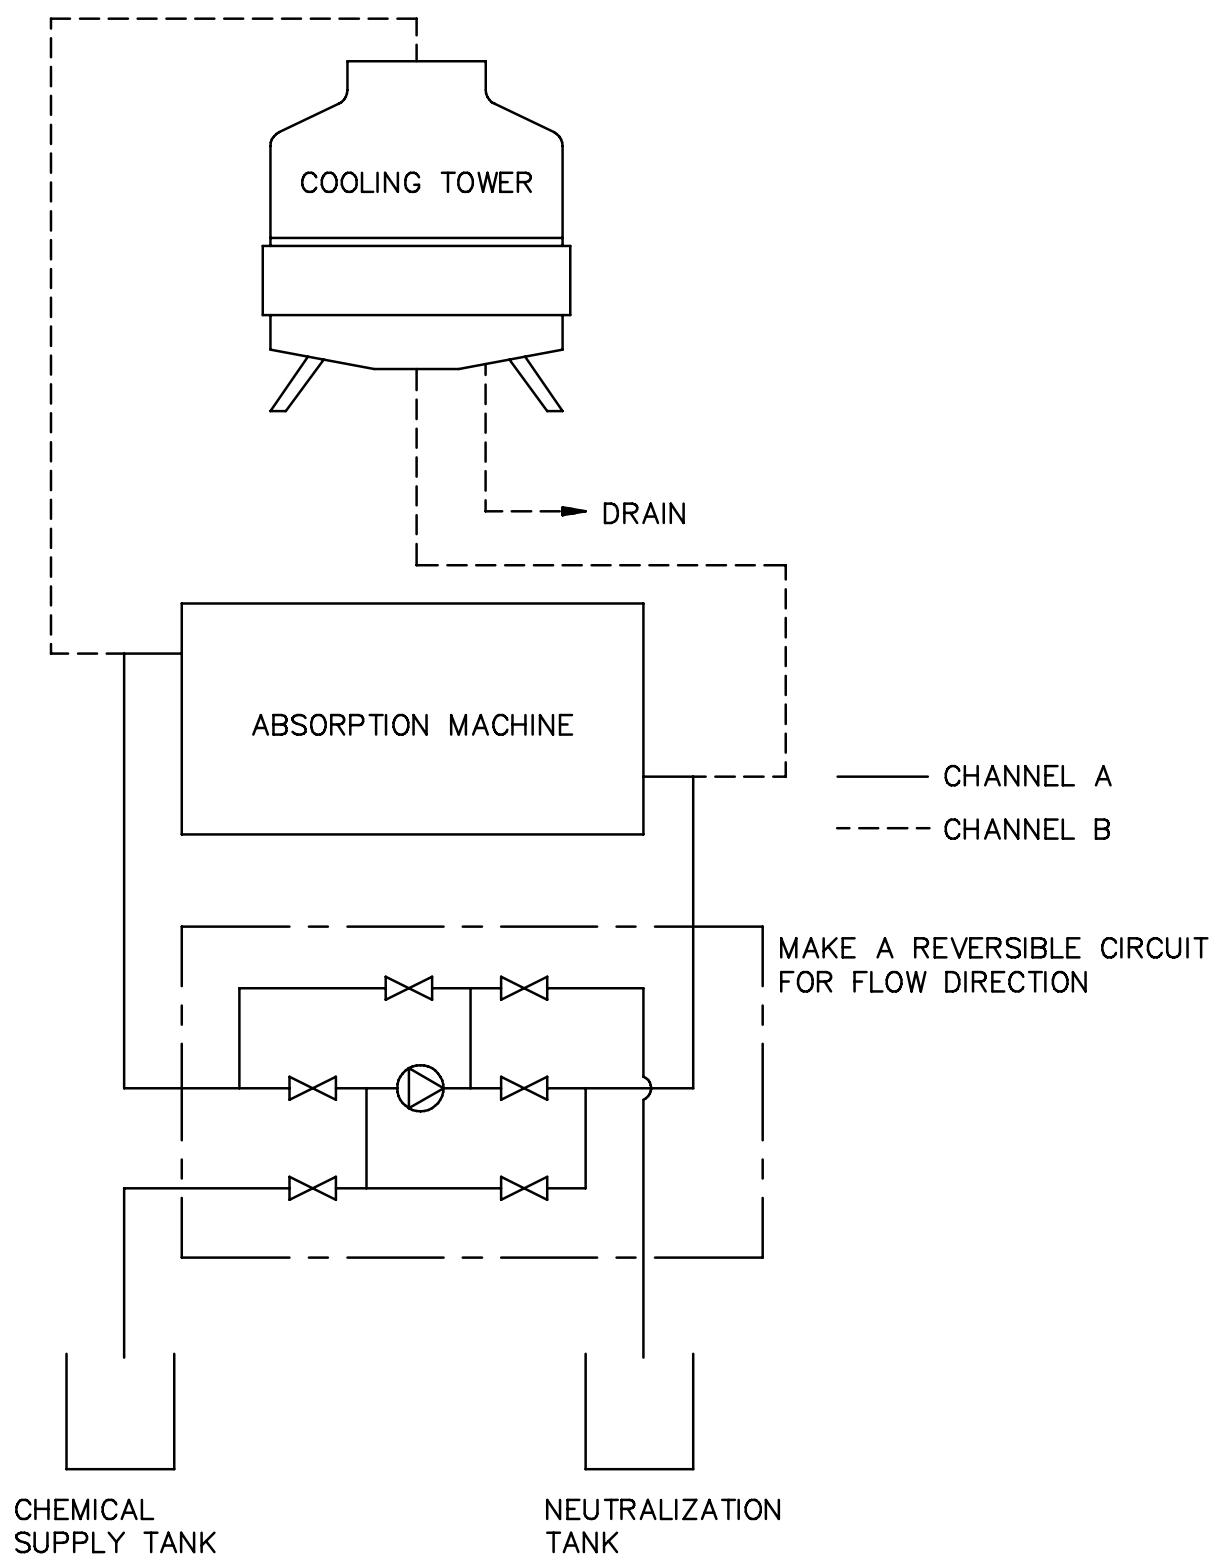 COOLING TOWER
DRAIN
ABSORPTION MACHINE
CHANNEL A
CHANNEL B
MAKE A REVERSIBLE CIRCUIT
FOR FLOW DIRECTION
CHEMICAL
SUPPLY TANK
NEUTRALIZATION
TANK